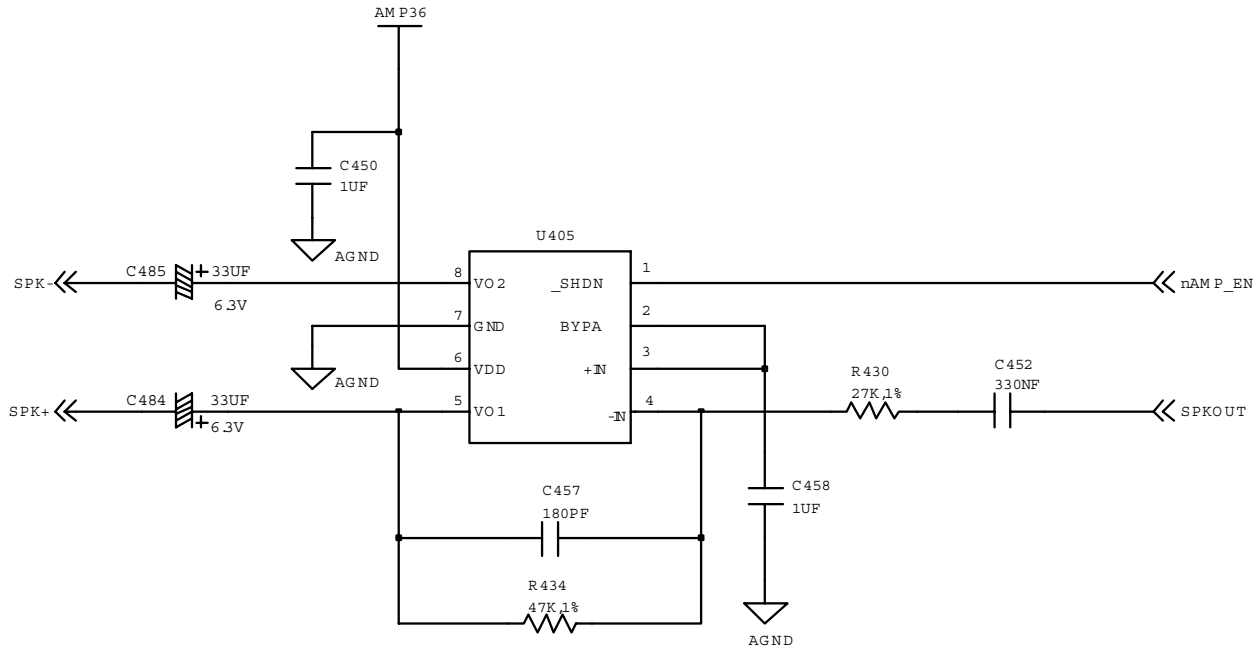 AMP36
C450
1UF
AGND
U405
SPK-
C485
+
33UF
6.3V
8
VO2
_SHDN
1
nAMP_EN
7
GND
BYPA
2
AGND
6
VDD
+IN
3
SPK+
C484
33UF
+
6.3V
5
VO1
-IN
4
R430
27K,1%
C452
330NF
SPKOUT
C457
180PF
C458
1UF
R434
47K,1%
AGND